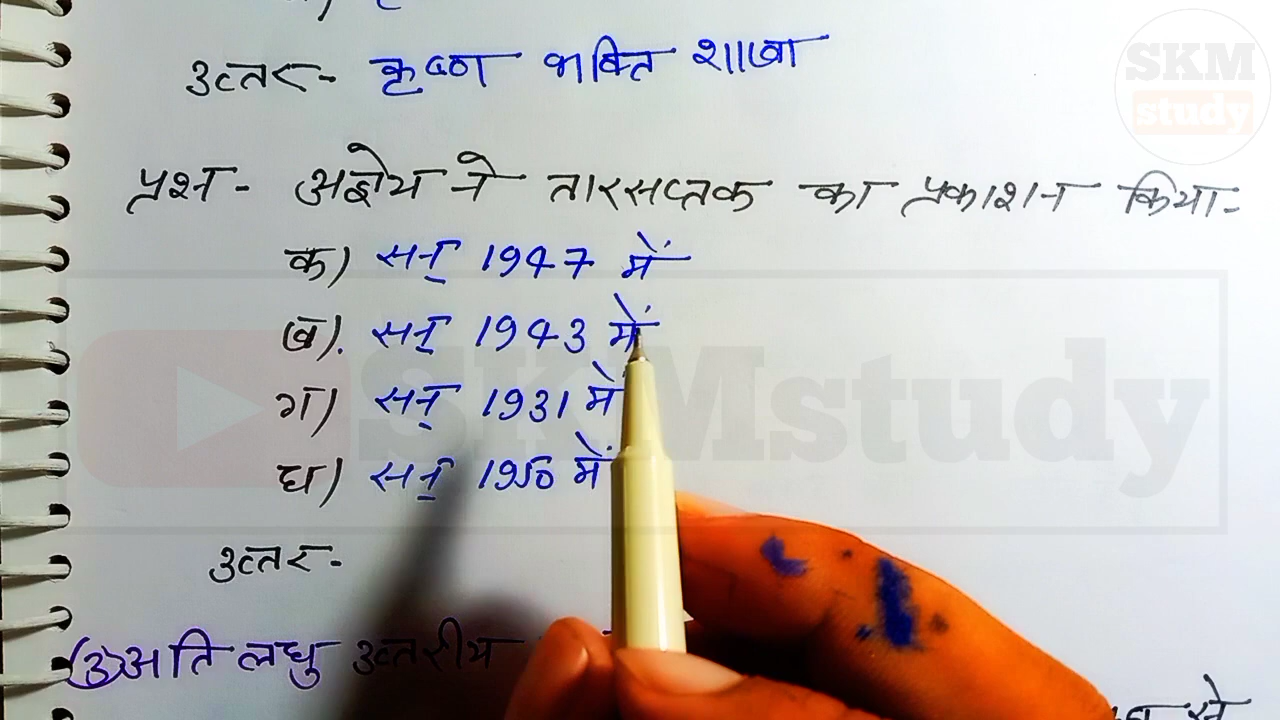 SKM
study
उत्तर- कृष्ण भक्ति शाखा
प्रश्न- अज्ञेय ने तारसप्तक का प्रकाशन किया-
क) सन् 1947 में
ख). सन् 1943 में
ग) सन् 1931 में
घ) सन् 1950 में
SKMstudy
उत्तर-
(उ) अति लघु उत्तरीय
से